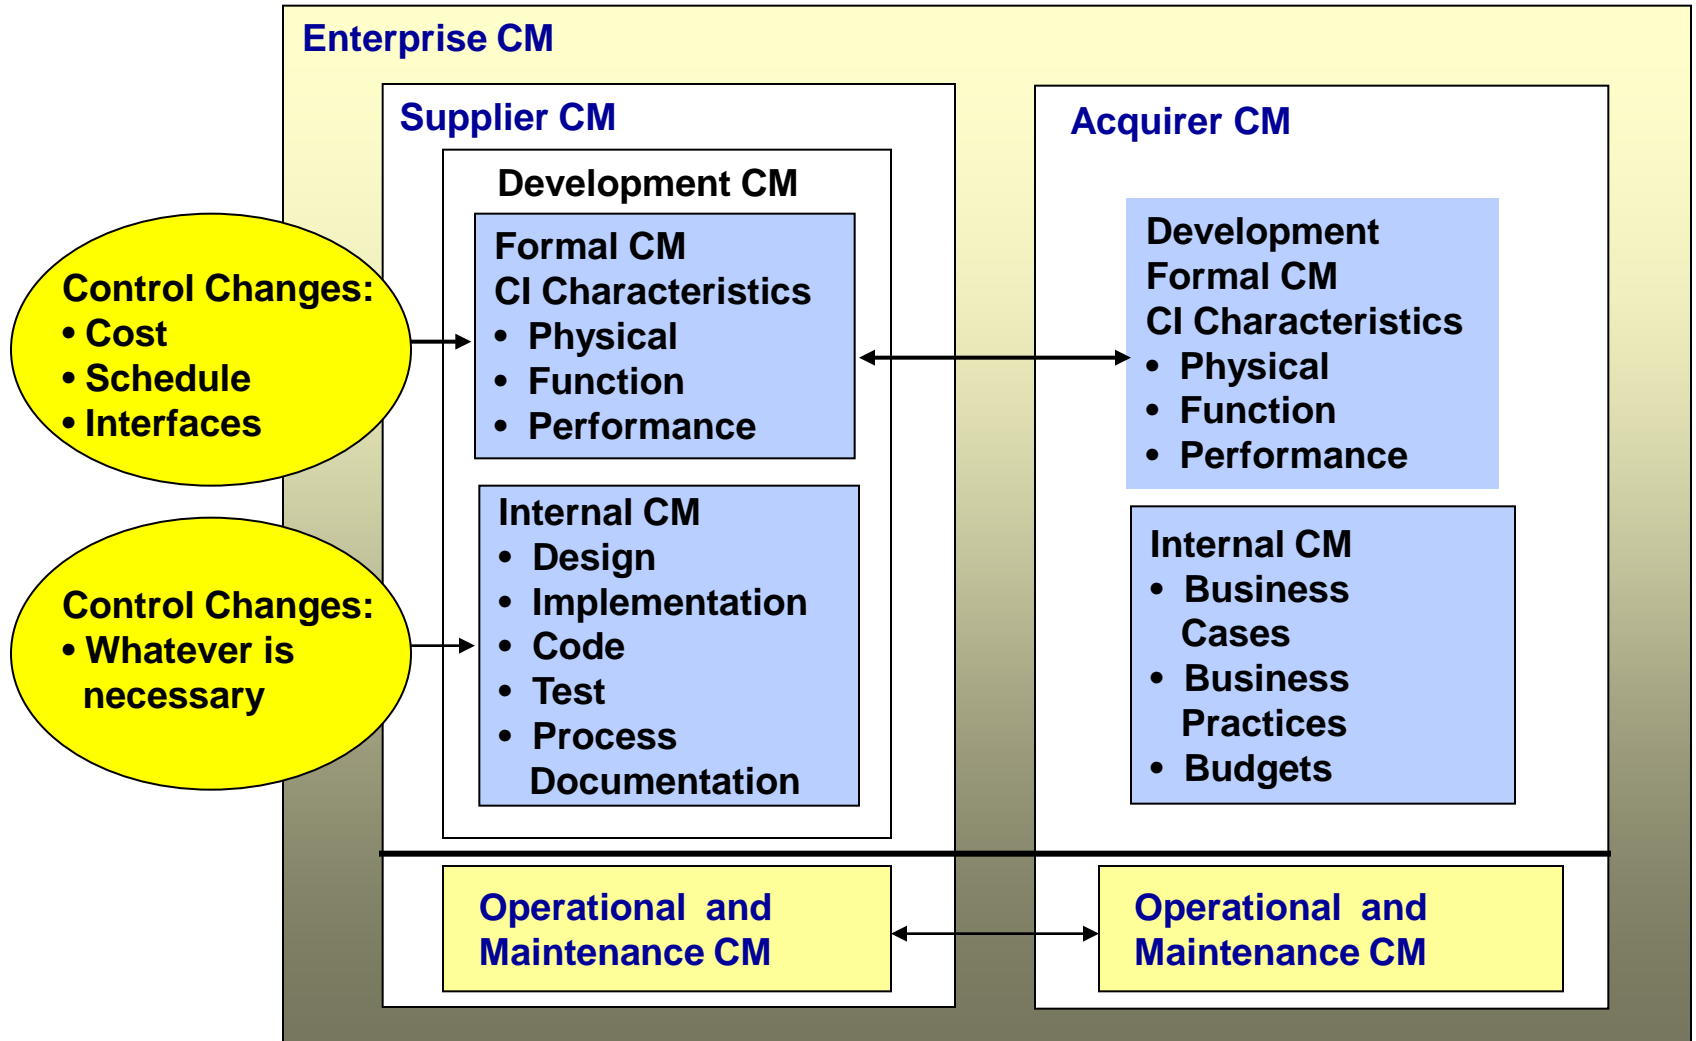 Enterprise CM
Supplier CM
Development CM
Formal CM
CI Characteristics
• Physical
• Function
• Performance
Internal CM
• Design
• Implementation
• Code
• Test
• Process
Documentation
Control Changes:
• Cost
• Schedule
• Interfaces
Control Changes:
• Whatever is
necessary
Acquirer CM
Development
Formal CM
CI Characteristics
• Physical
• Function
• Performance
Internal CM
• Business
Cases
• Business
Practices
• Budgets
Operational and
Maintenance CM
Operational and
Maintenance CM